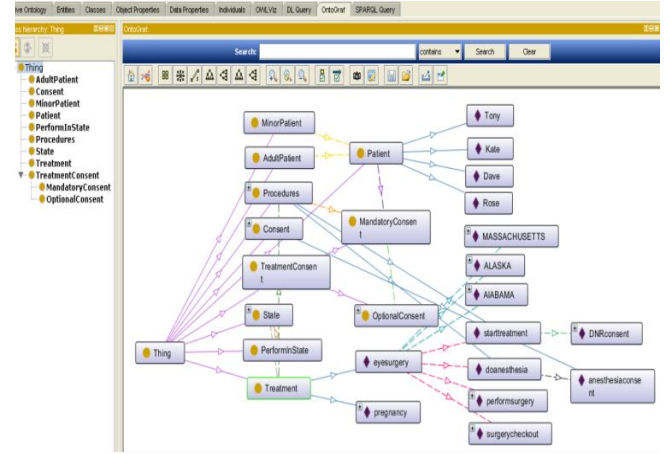 ive Ontology Entities Classes Object Properties Data Properties Individuals OWLViz DL Query OntoGraf SPARQL Query
ss hierarchy: Thing
OntoGraf
Search:
contains
Search
Clear
Thing
AdultPatient
Consent
MinorPatient
Patient
PerformInState
Procedures
State
Treatment
TreatmentConsent
MandatoryConsent
OptionalConsent
MinorPatient
AdultPatient
Procedures
Consent
TreatmentConsen
t
State
PerformInState
Thing
Treatment
Patient
MandatoryConsen
t
OptionalConsent
eyesurgery
pregnancy
Tony
Kate
Dave
Rose
MASSACHUSETTS
ALASKA
AlABAMA
starttreatment
DNRconsent
doanesthesia
anesthesiaconse
nt
performsurgery
surgerycheckout